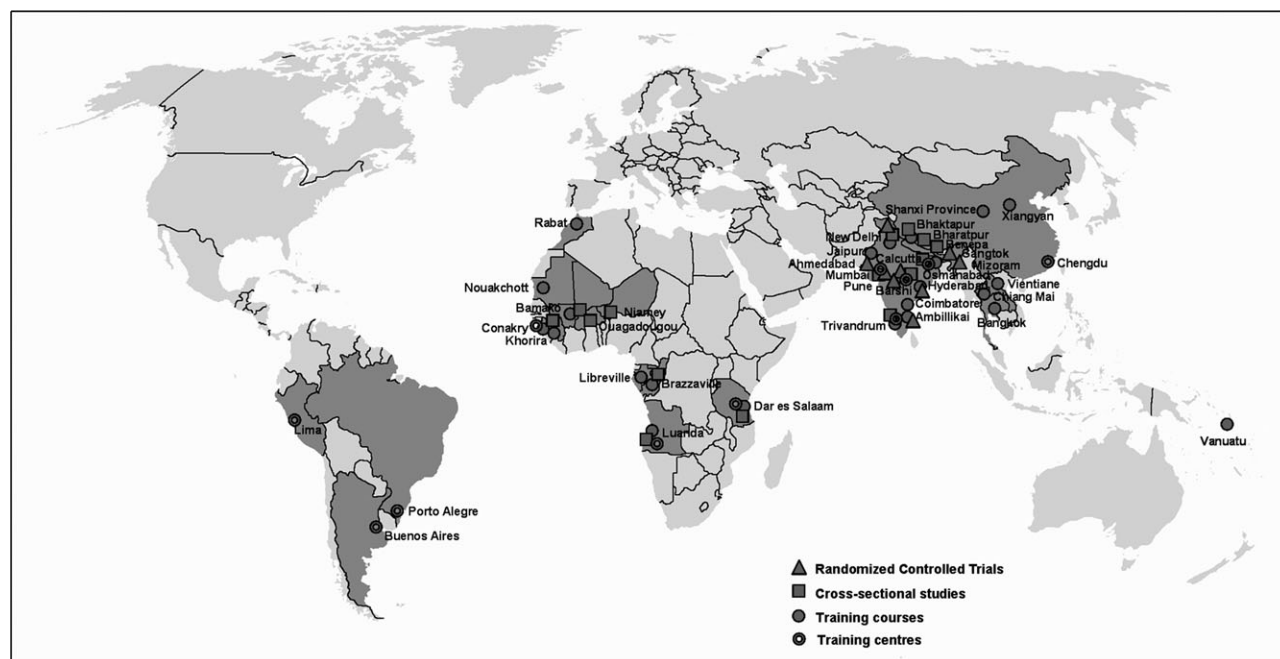 Shanxi Province
Xiangyan
Rabat
Bhaktapur
New Delhi
Bharatpur
Benepa
Jaipur
Gangtok
Calcutta
Ahmedabad
Mizoram
Chengdu
Mumbai
Osmanabad
Nouakchott
Pune
Barshi
Hyderabad
Vientiane
Chiang Mai
Bamako
Niamey
Coimbatore
Conakry
Ouagadougou
Trivandrum
Ambillikai
Bangkok
Khorira
Libreville
Brazzaville
Dar es Salaam
Lima
Luanda
Vanuatu
Porto Alegre
Buenos Aires
Randomized Controlled Trials
Cross-sectional studies
Training courses
Training centres